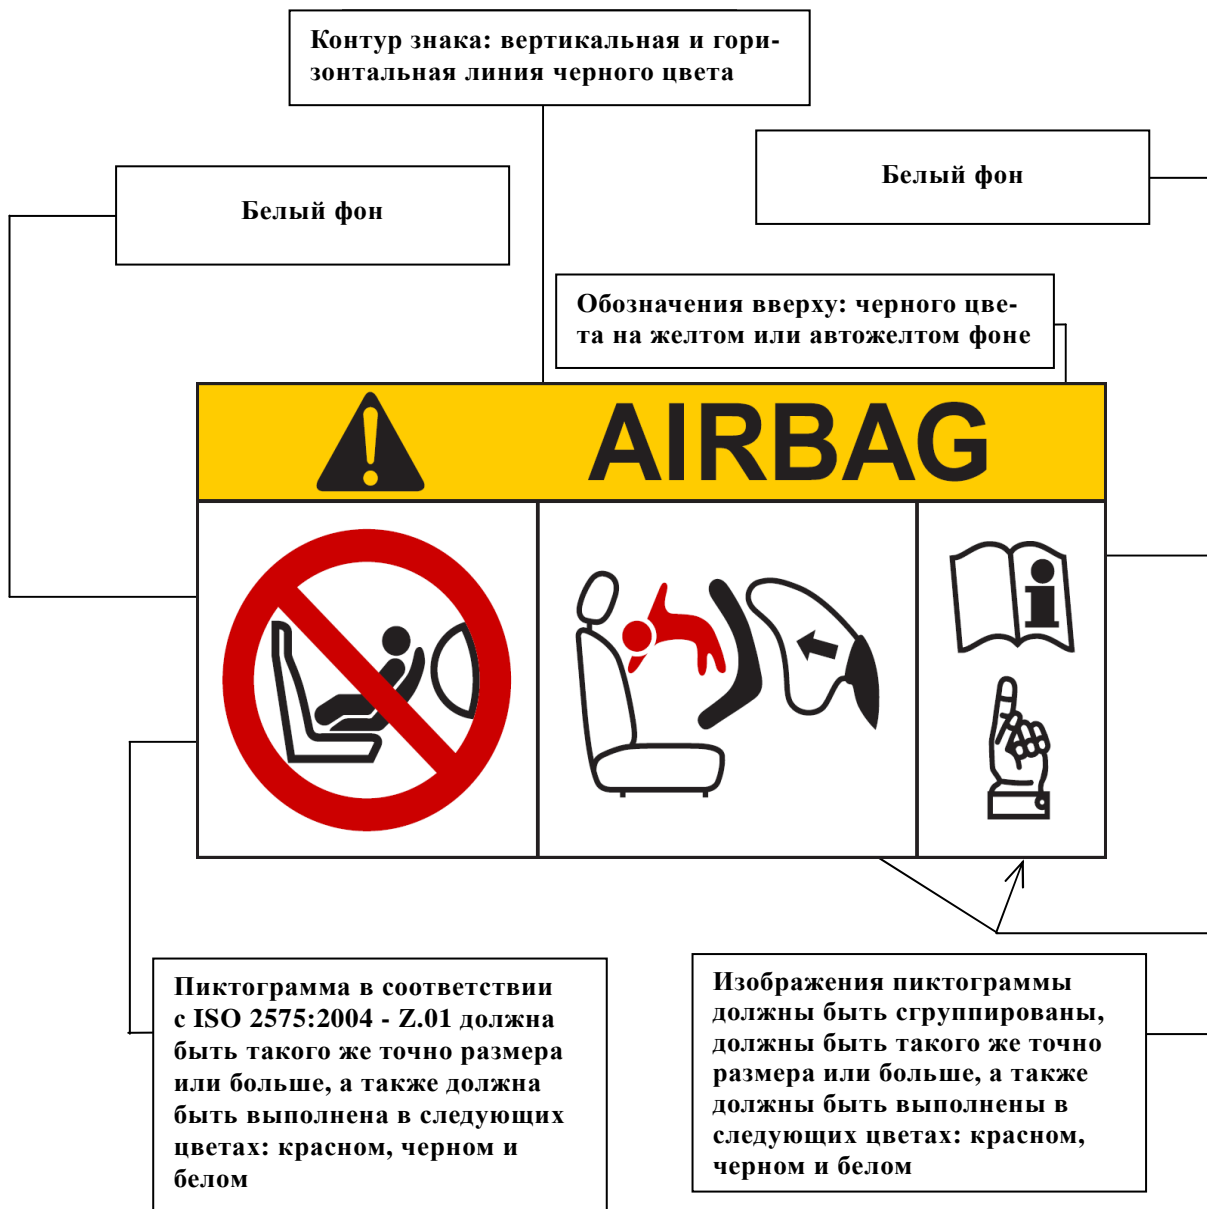 Контур знака: вертикальная и гори-
зонтальная линия черного цвета
Белый фон
Белый фон
Обозначения вверху: черного цве-
та на желтом или автожелтом фоне
AIRBAG
Пиктограмма в соответствии
с ISO 2575:2004 - Z.01 должна
быть такого же точно размера
или больше, а также должна
быть выполнена в следующих
цветах: красном, черном и
белом
Изображения пиктограммы
должны быть сгруппированы,
должны быть такого же точно
размера или больше, а также
должны быть выполнены в
следующих цветах: красном,
черном и белом